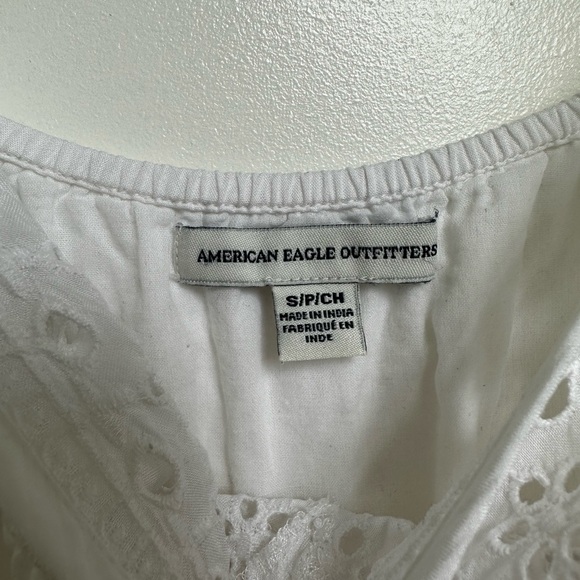 AMERICAN EAGLE OUTFITTERS
S/P/CH
MADE IN INDIA
FABRIQUÉ EN
INDE